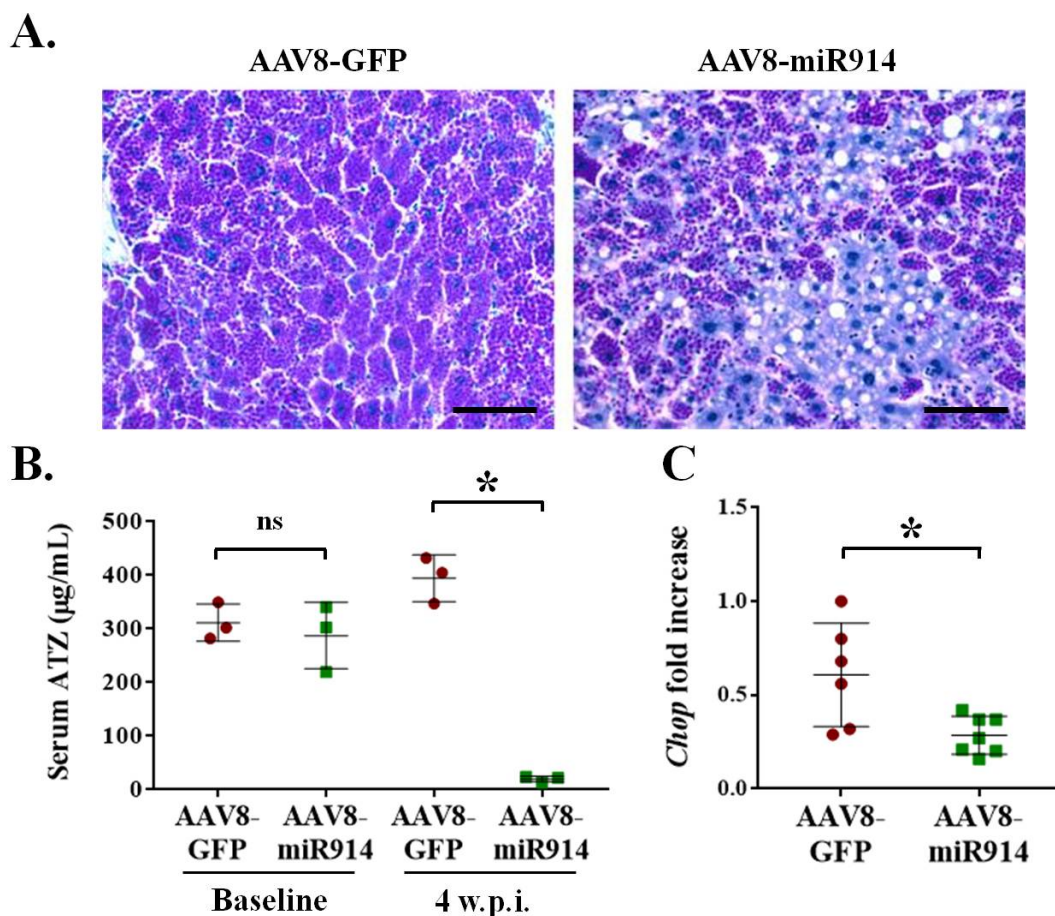 A.
AAV8-GFP
AAV8-miR914
B.
Serum ATZ (µg/mL)
500
400
300
200
100
0
ns
*
AAV8-
GFP
AAV8-
miR914
AAV8-
GFP
AAV8-
miR914
Baseline
4 w.p.i.
C
Chop fold increase
1.5
1.0
0.5
0.0
*
AAV8-
GFP
AAV8-
miR914